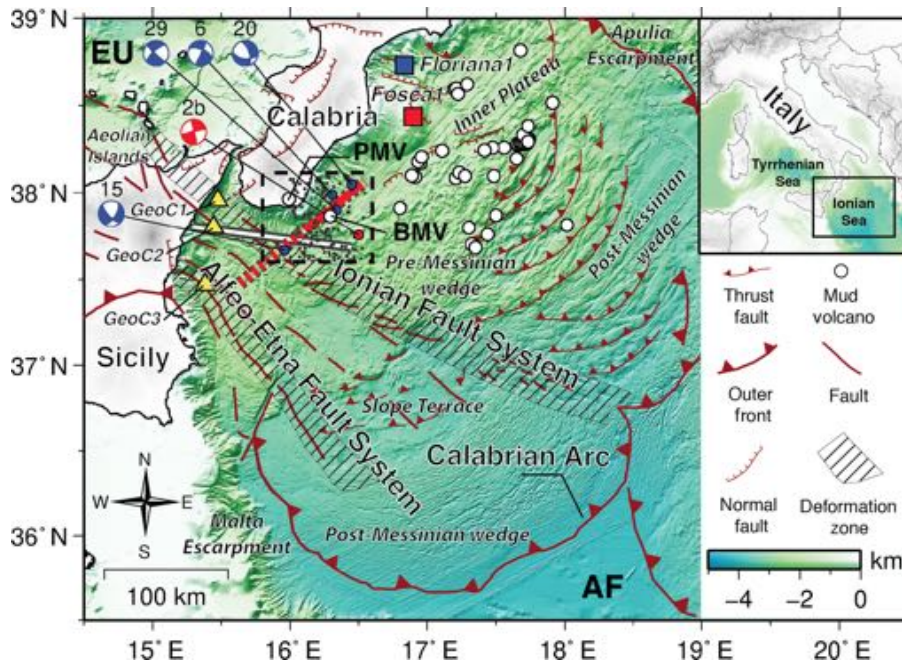 39°N
38°N
37°N
36°N
15°E
16°E
17°E
18°E
19°E
20°E
EU
29
6
20
2b
15
Aeolian
Islands
GeoC1
GeoC2
GeoC3
Sicily
Calabria
Floriana1
Fosca1
Inner Plateau
Apulia
Escarpment
PMV
BMV
Pre-Messinian
wedge
Post-Messinian
wedge
Ionian Fault System
Alfeo-Etna Fault System
Slope Terrace
Calabrian Arc
Post-Messinian wedge
Malta
Escarpment
AF
N
W
E
S
100 km
Italy
Tyrrhenian
Sea
Ionian
Sea
Thrust
fault
Mud
volcano
Outer
front
Fault
Normal
fault
Deformation
zone
km
−4
−2
0